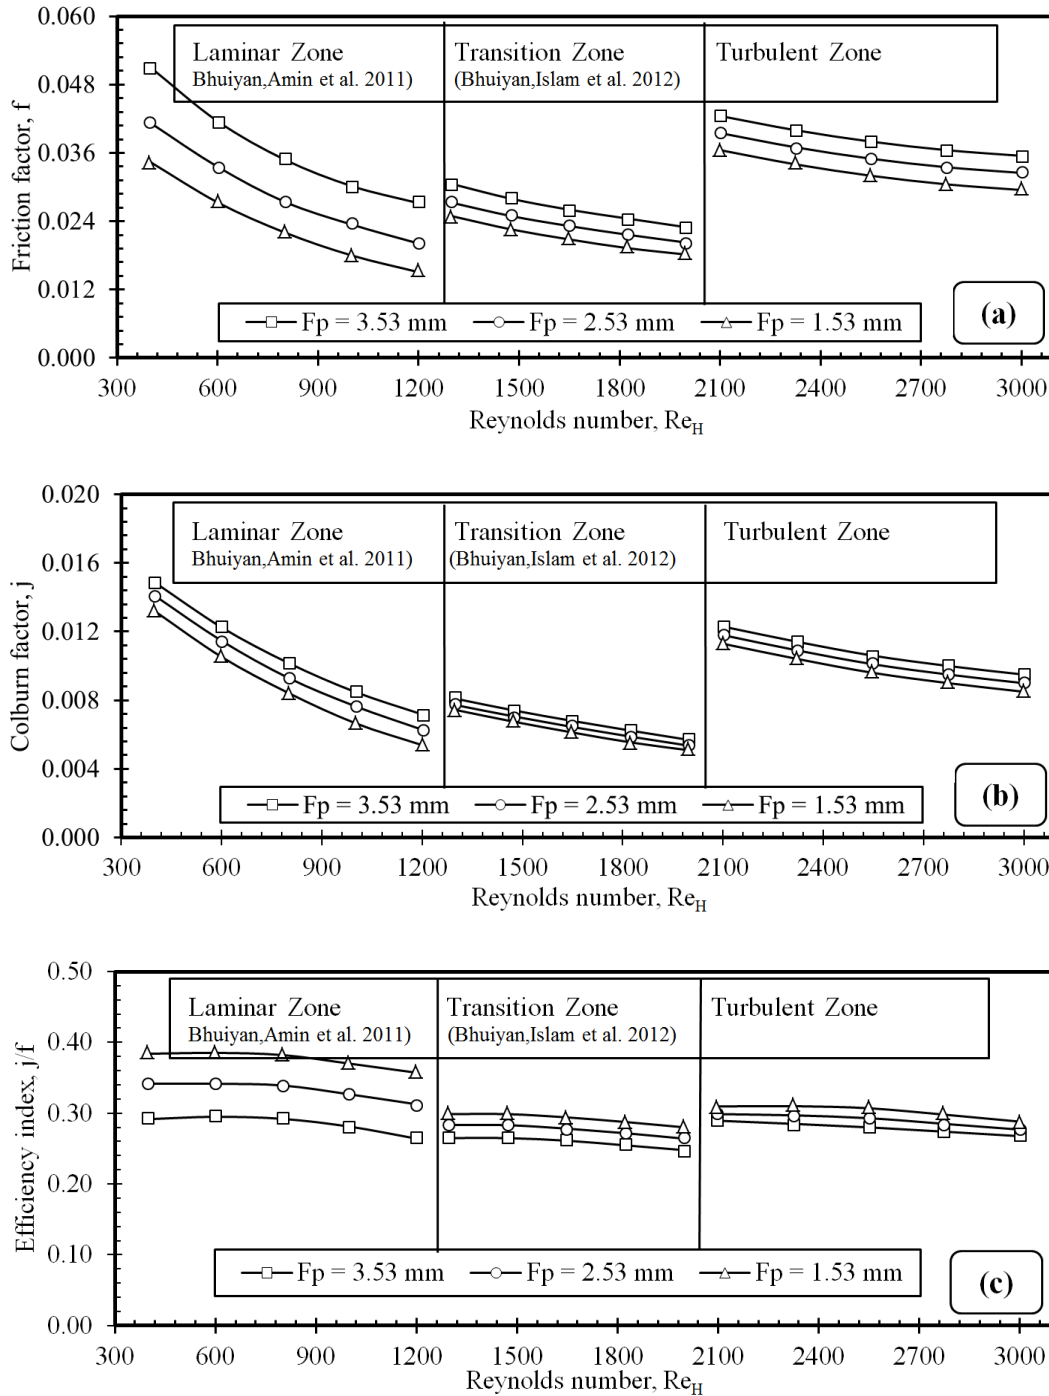 0.060
0.048
0.036
0.024
0.012
0.000
Friction factor, f
Laminar Zone
Bhuiyan,Amin et al. 2011)
Transition Zone
(Bhuiyan,Islam et al. 2012)
Turbulent Zone
Fp = 3.53 mm
Fp = 2.53 mm
Fp = 1.53 mm
(a)
300 600 900 1200 1500 1800 2100 2400 2700 3000
Reynolds number, ReH
0.020
0.016
0.012
0.008
0.004
0.000
Colburn factor, j
Laminar Zone
Bhuiyan,Amin et al. 2011)
Transition Zone
(Bhuiyan,Islam et al. 2012)
Turbulent Zone
Fp = 3.53 mm
Fp = 2.53 mm
Fp = 1.53 mm
(b)
300 600 900 1200 1500 1800 2100 2400 2700 3000
Reynolds number, ReH
0.50
0.40
0.30
0.20
0.10
0.00
Efficiency index, j/f
Laminar Zone
Bhuiyan,Amin et al. 2011)
Transition Zone
(Bhuiyan,Islam et al. 2012)
Turbulent Zone
Fp = 3.53 mm
Fp = 2.53 mm
Fp = 1.53 mm
(c)
300 600 900 1200 1500 1800 2100 2400 2700 3000
Reynolds number, ReH